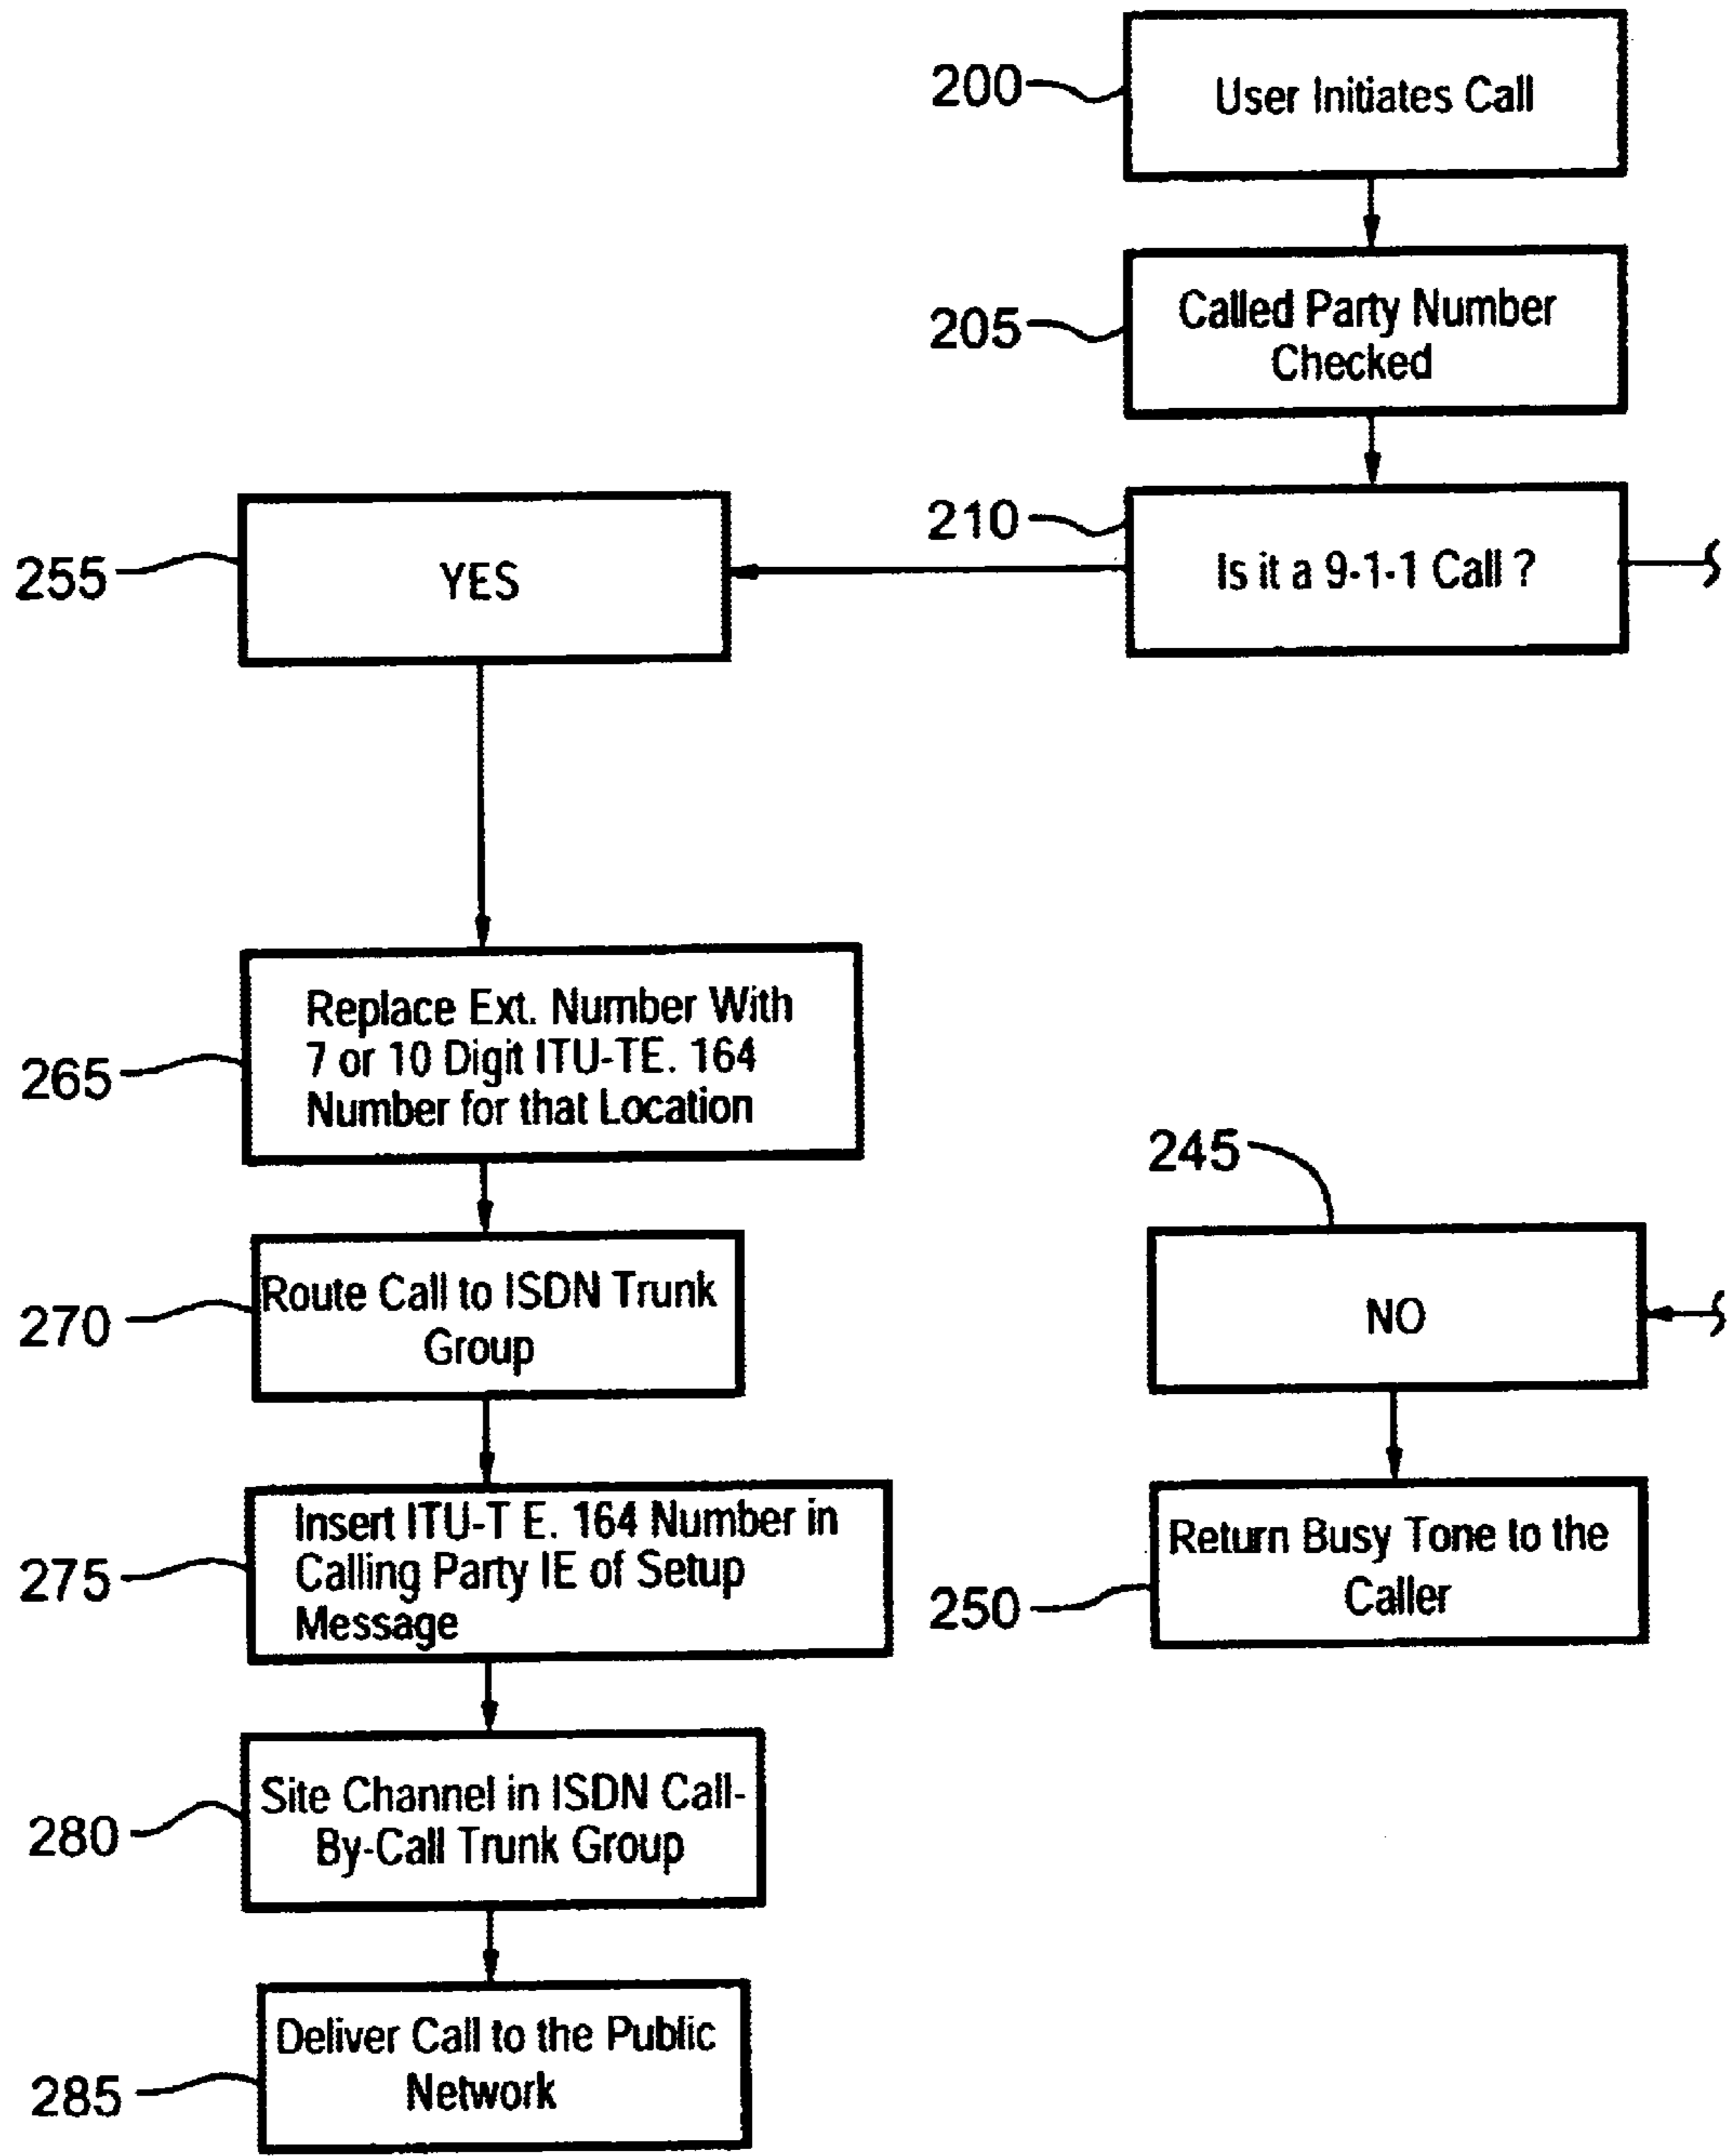 200
User Initiates Call
205
Called Party Number
Checked
210
Is it a 9-1-1 Call ?
255
YES
265
Replace Ext. Number With
7 or 10 Digit ITU-TE. 164
Number for that Location
270
Route Call to ISDN Trunk
Group
275
Insert ITU-T E. 164 Number in
Calling Party IE of Setup
Message
280
Site Channel in ISDN Call-
By-Call Trunk Group
285
Deliver Call to the Public
Network
245
NO
250
Return Busy Tone to the
Caller